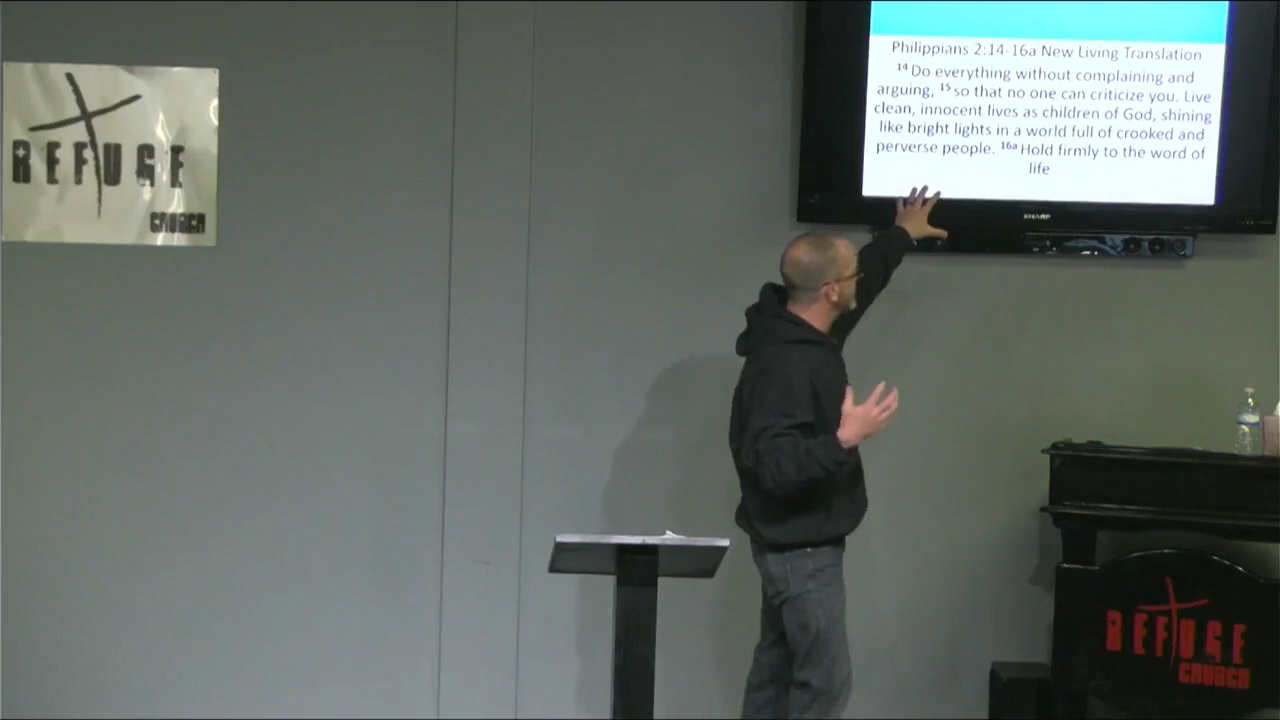 REFUGE
CHURCH
Philippians 2:14-16a New Living Translation
14 Do everything without complaining and
arguing, 15 so that no one can criticize you. Live
clean, innocent lives as children of God, shining
like bright lights in a world full of crooked and
perverse people. 16a Hold firmly to the word of
life
SHARP
REFUGE
CHURCH